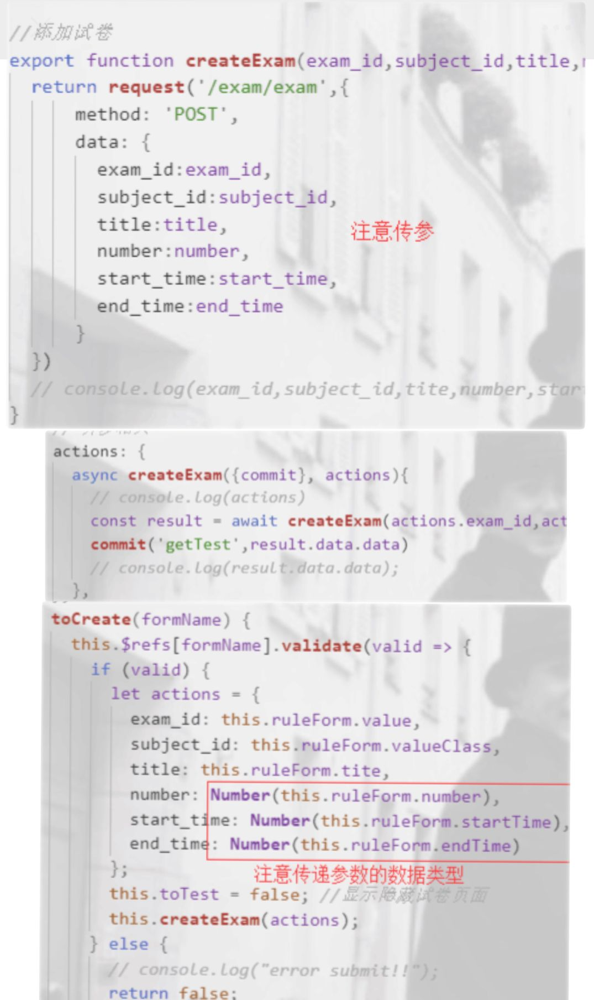 //添加试卷
export function createExam(exam_id,subject_id,title,
return request('/exam/exam',{
method: 'POST',
data: {
exam_id:exam_id,
subject_id:subject_id,
title:title,
注意传参
number:number,
start_time:start_time,
end_time:end_time
}
})
// console.log(exam_id,subject_id,tite,number,star
}
actions: {
async createExam({commit}, actions){
// console.log(actions)
const result = await createExam(actions.exam_id,act
commit('getTest',result.data.data)
// console.log(result.data.data);
},
toCreate(formName) {
this.$refs[formName].validate(valid => {
if (valid) {
let actions = {
exam_id: this.ruleForm.value,
subject_id: this.ruleForm.valueClass,
title: this.ruleForm.tite,
number: Number(this.ruleForm.number),
start_time: Number(this.ruleForm.startTime),
end_time: Number(this.ruleForm.endTime)
};
注意传递参数的数据类型
this.toTest = false; //显示隐藏试卷页面
this.createExam(actions);
} else {
// console.log("error submit!!");
return false;